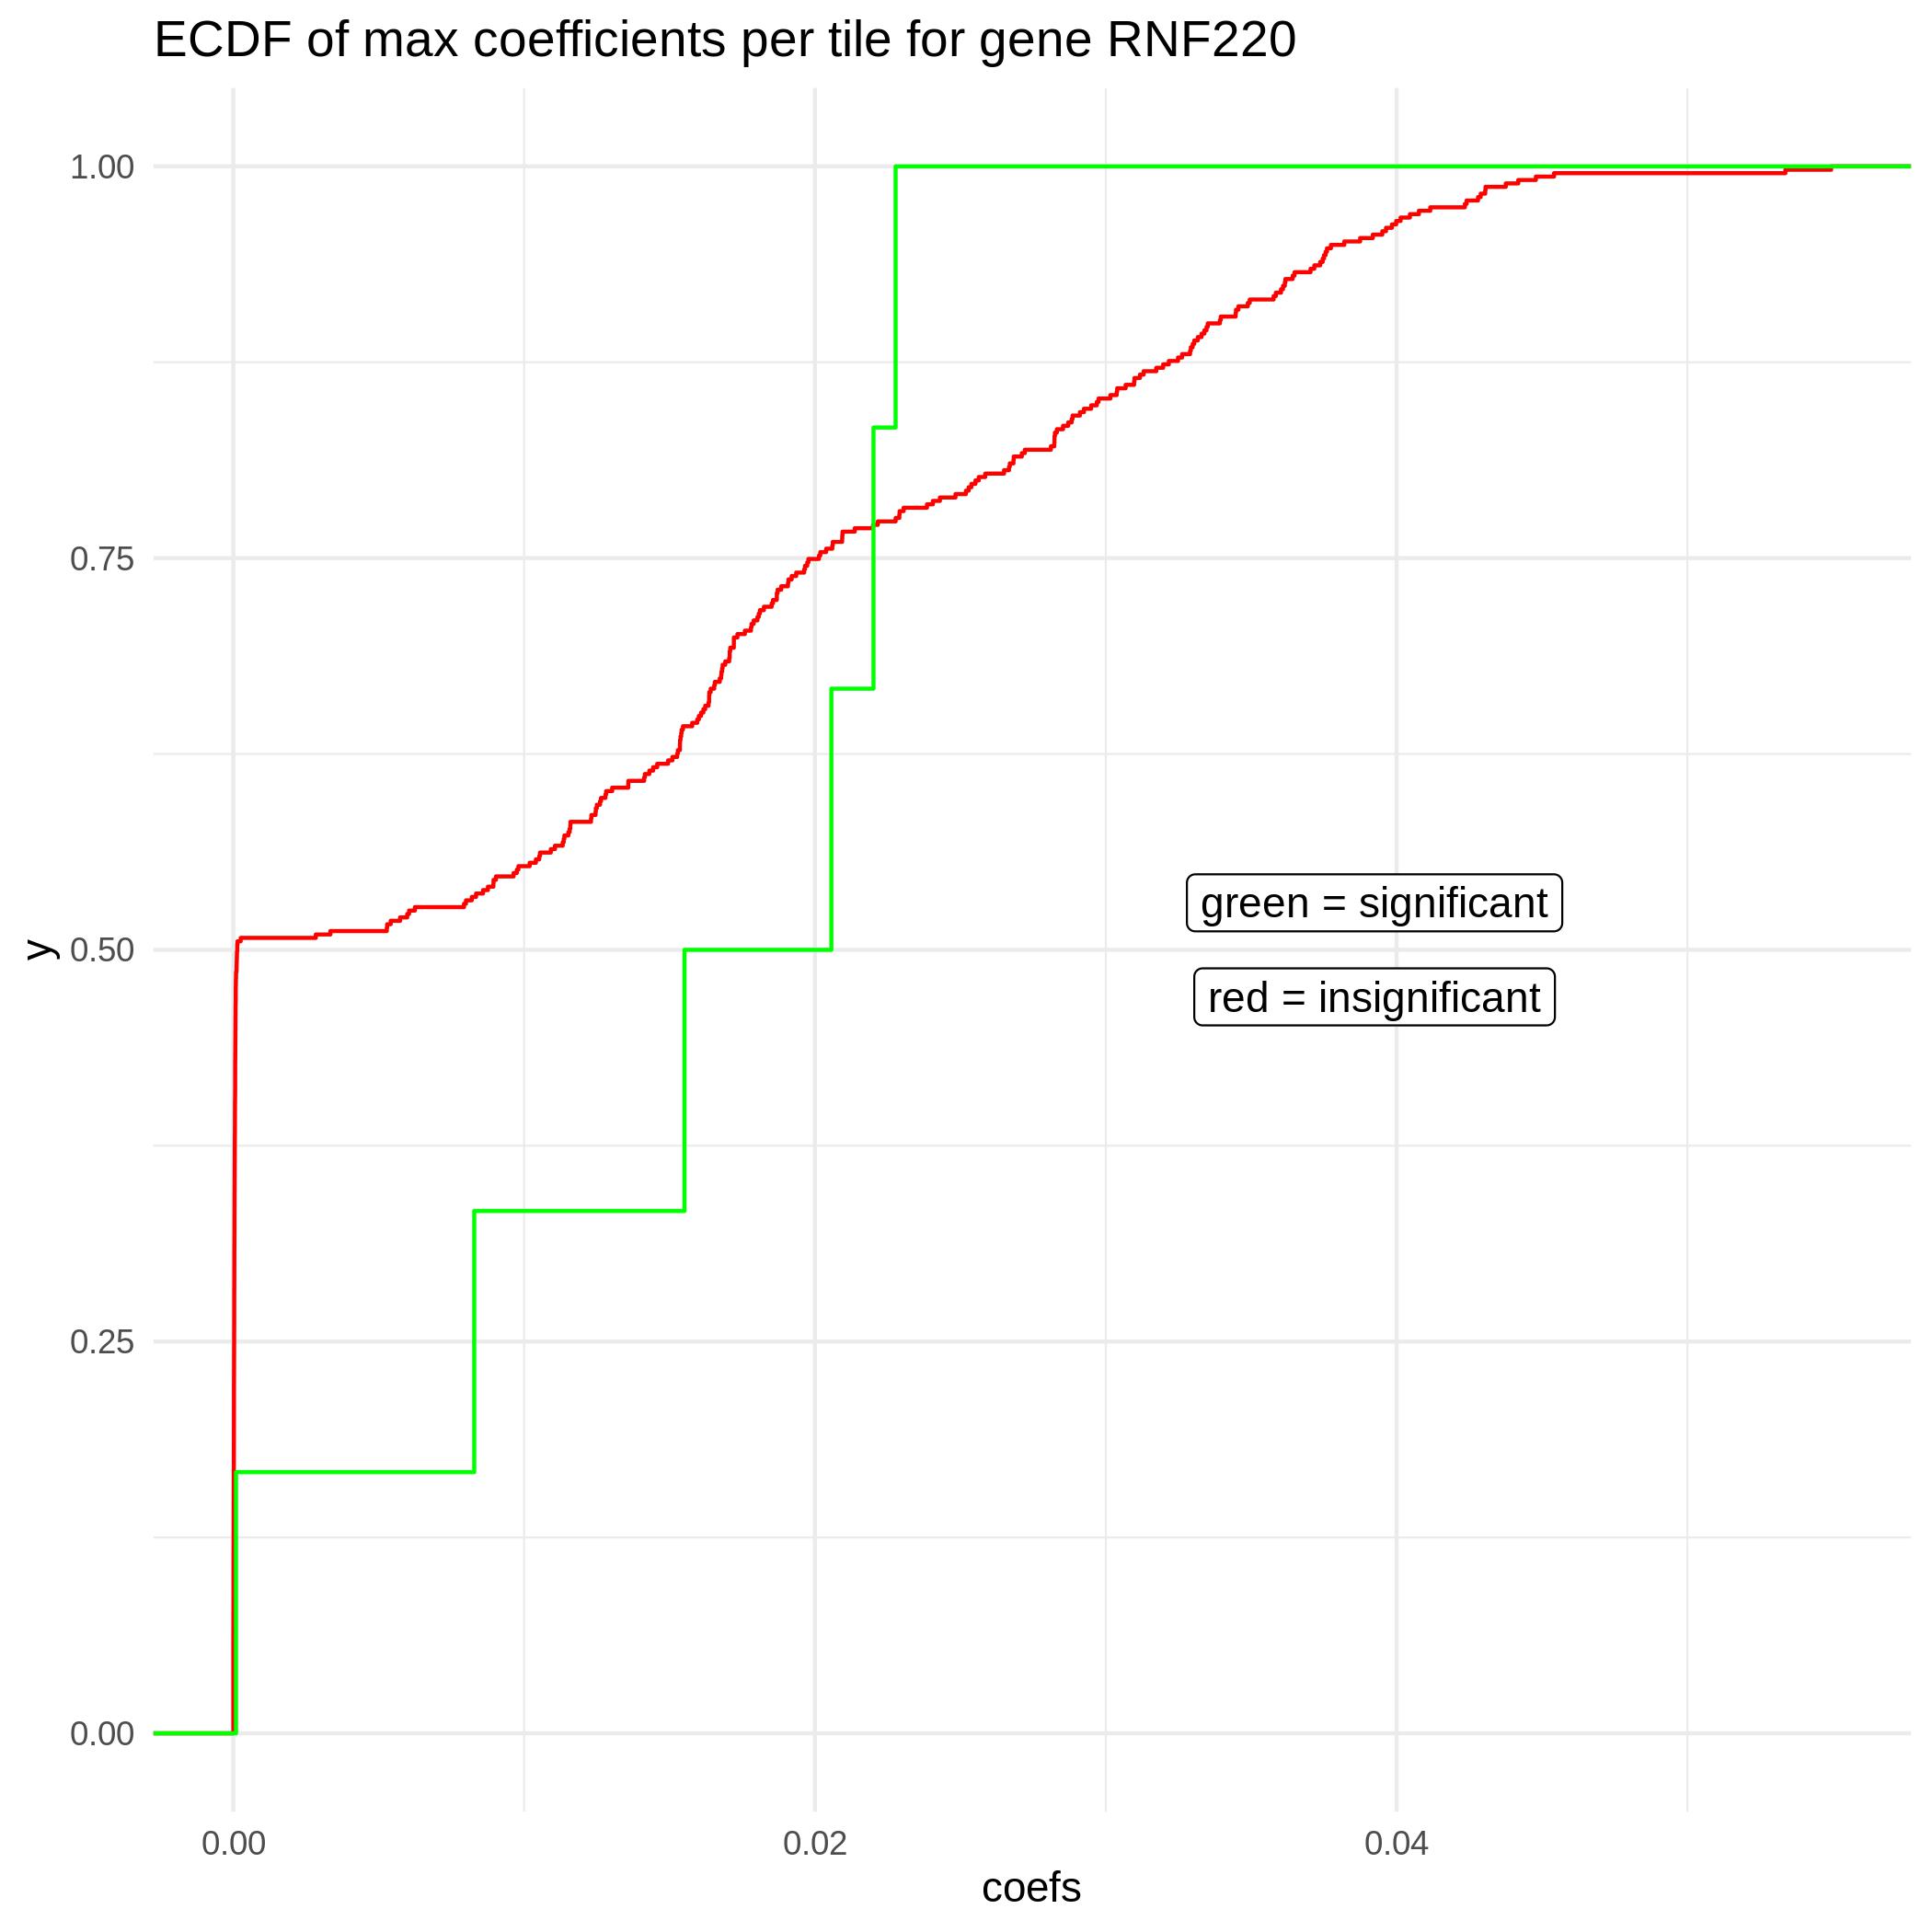 ECDF of max coefficients per tile for gene RNF220
1.00
0.75
0.50
0.25
0.00
y
green = significant
red = insignificant
0.00 0.02 0.04
coefs